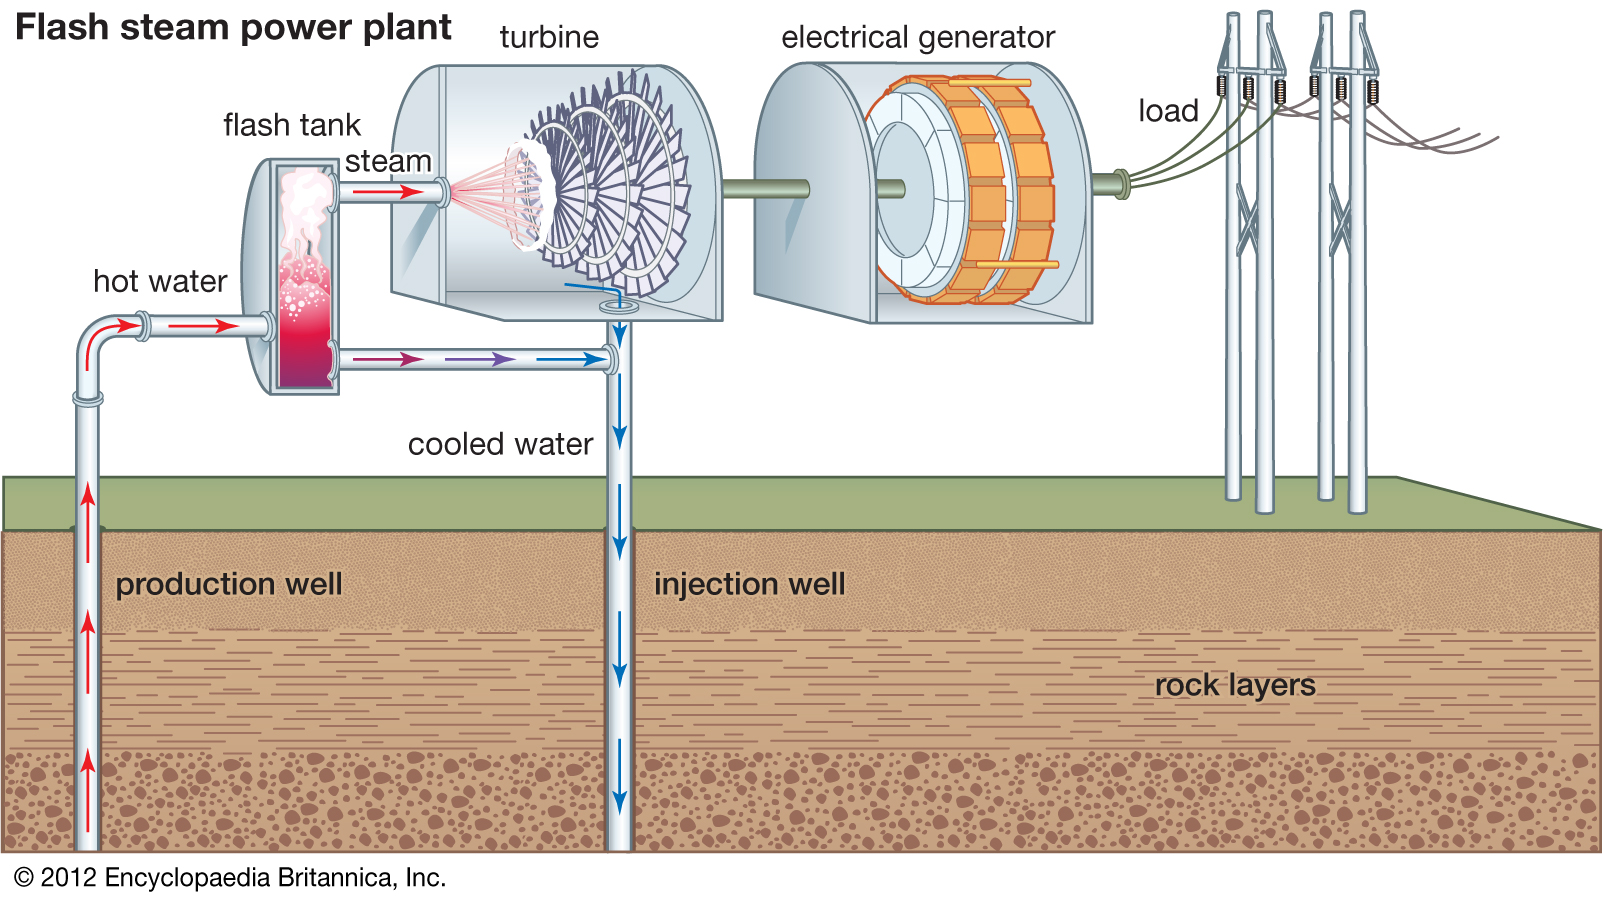 Flash steam power plant
turbine
electrical generator
load
flash tank
steam
hot water
cooled water
production well
injection well
rock layers
© 2012 Encyclopaedia Britannica, Inc.